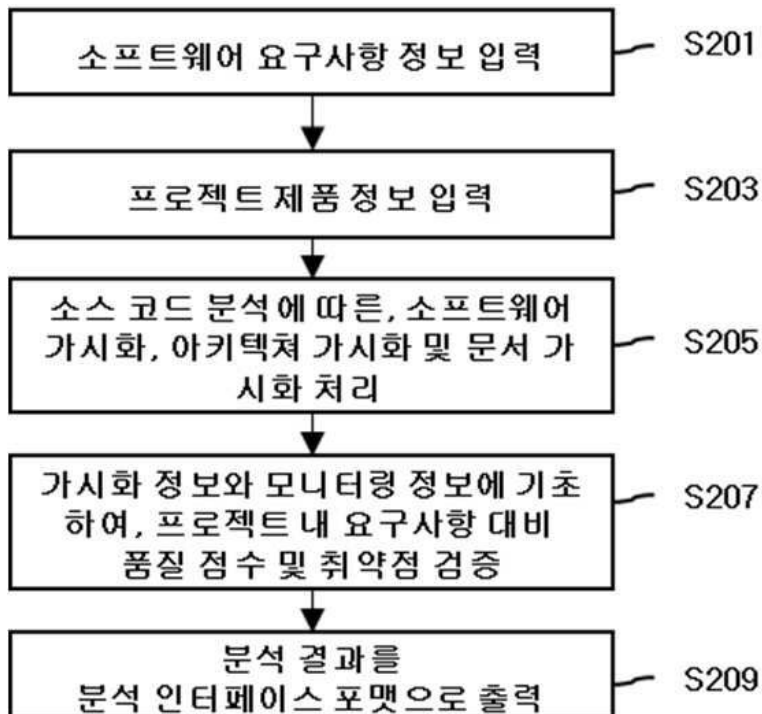 소프트웨어 요구사항 정보 입력
S201
프로젝트 제품 정보 입력
S203
소스 코드 분석에 따른, 소프트웨어
가시화, 아키텍쳐 가시화 및 문서 가
시화 처리
S205
가시화 정보와 모니터링 정보에 기초
하여, 프로젝트 내 요구사항 대비
품질 점수 및 취약점 검증
S207
분석 결과를
분석 인터페이스 포맷으로 출력
S209